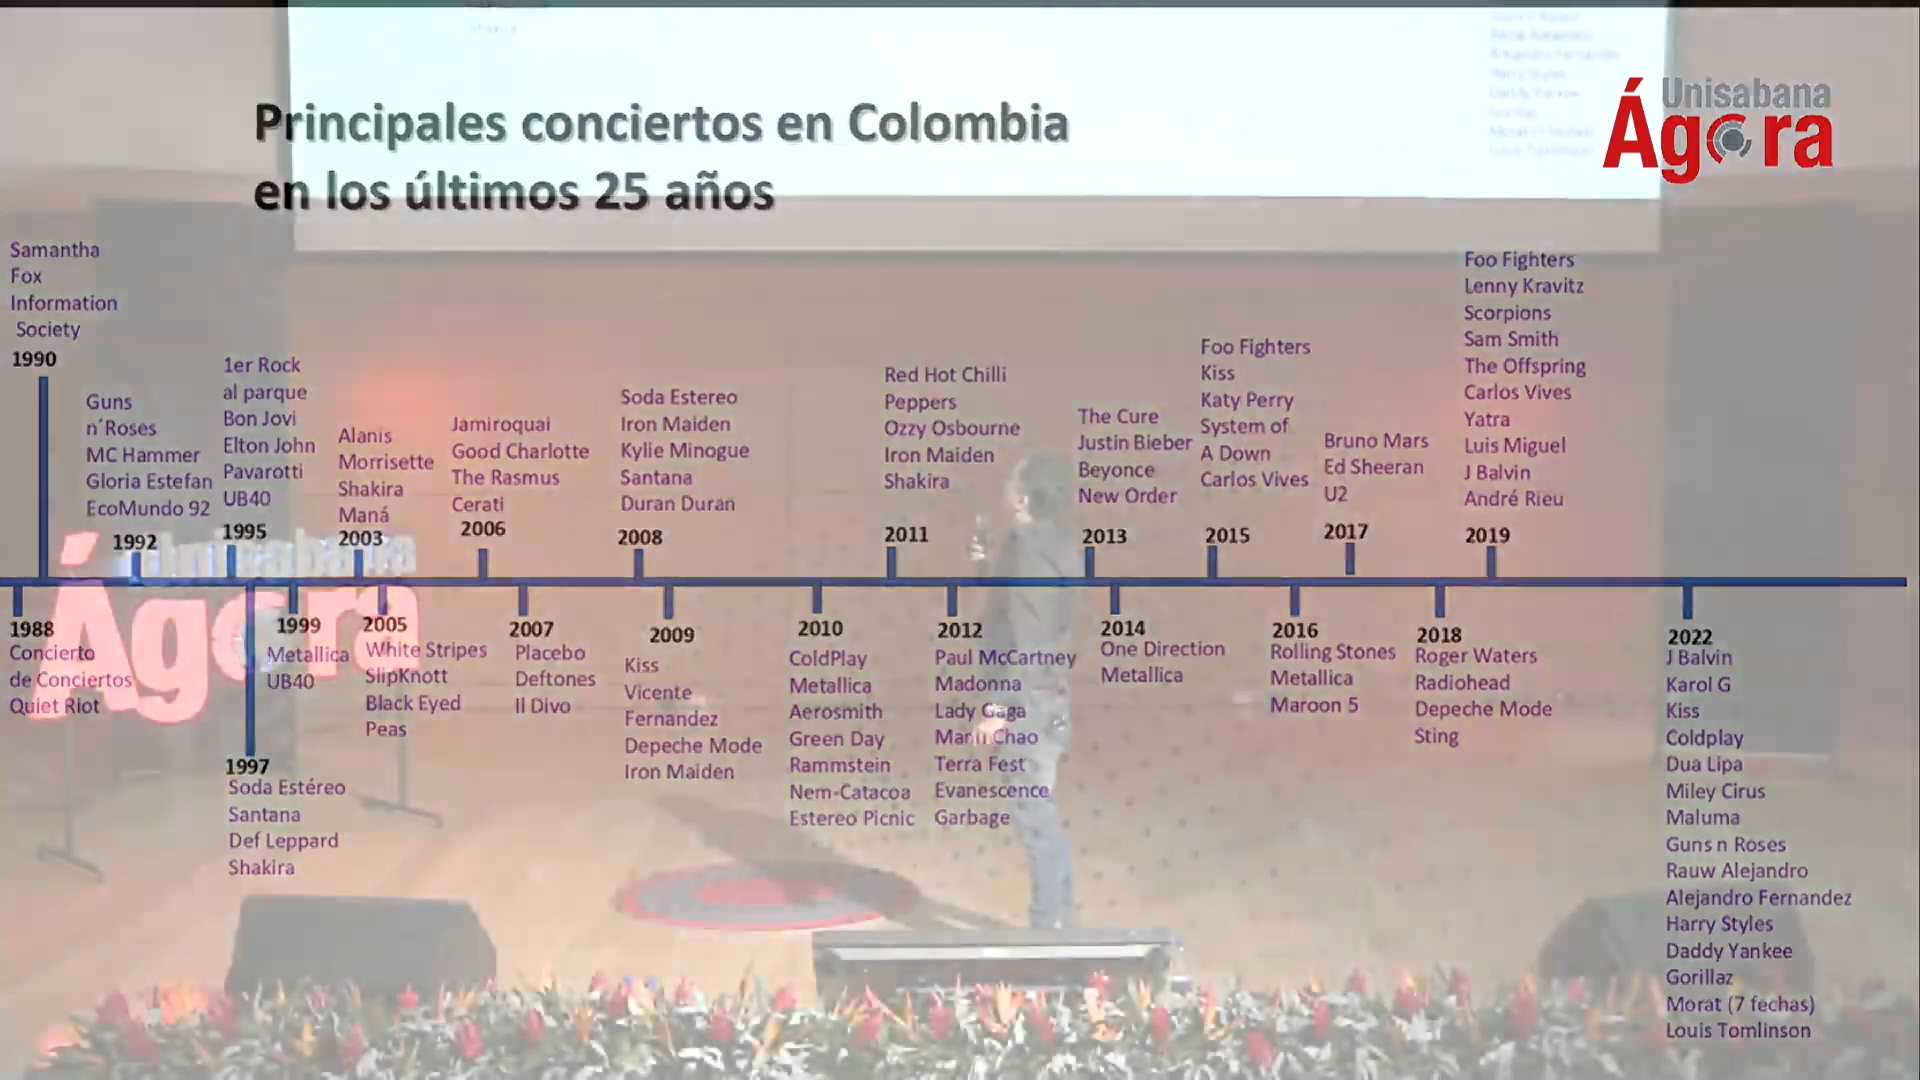 Principales conciertos en Colombia
en los últimos 25 años
Unisabana
Ágora
Samantha
Fox
Information
Society
1990
Guns
n´Roses
MC Hammer
Gloria Estefan
EcoMundo 92
1992
1er Rock
al parque
Bon Jovi
Elton John
Pavarotti
UB40
1995
Alanis
Morrisette
Shakira
Maná
2003
Jamiroquai
Good Charlotte
The Rasmus
Cerati
2006
Soda Estereo
Iron Maiden
Kylie Minogue
Santana
Duran Duran
2008
Red Hot Chilli
Peppers
Ozzy Osbourne
Iron Maiden
Shakira
2011
The Cure
Justin Bieber
Beyonce
New Order
2013
Foo Fighters
Kiss
Katy Perry
System of
A Down
Carlos Vives
2015
Bruno Mars
Ed Sheeran
U2
2017
Foo Fighters
Lenny Kravitz
Scorpions
Sam Smith
The Offspring
Carlos Vives
Yatra
Luis Miguel
J Balvin
André Rieu
2019
1988
Concierto
de Conciertos
Quiet Riot
1997
Soda Estéreo
Santana
Def Leppard
Shakira
1999
Metallica
UB40
2005
White Stripes
SlipKnott
Black Eyed
Peas
2007
Placebo
Deftones
Il Divo
2009
Kiss
Vicente
Fernandez
Depeche Mode
Iron Maiden
2010
ColdPlay
Metallica
Aerosmith
Green Day
Rammstein
Nem-Catacoa
Estereo Picnic
2012
Paul McCartney
Madonna
Lady Gaga
Manu Chao
Terra Fest
Evanescence
Garbage
2014
One Direction
Metallica
2016
Rolling Stones
Metallica
Maroon 5
2018
Roger Waters
Radiohead
Depeche Mode
Sting
2022
J Balvin
Karol G
Kiss
Coldplay
Dua Lipa
Miley Cirus
Maluma
Guns n Roses
Rauw Alejandro
Alejandro Fernandez
Harry Styles
Daddy Yankee
Gorillaz
Morat (7 fechas)
Louis Tomlinson
Unisabana
Ágora